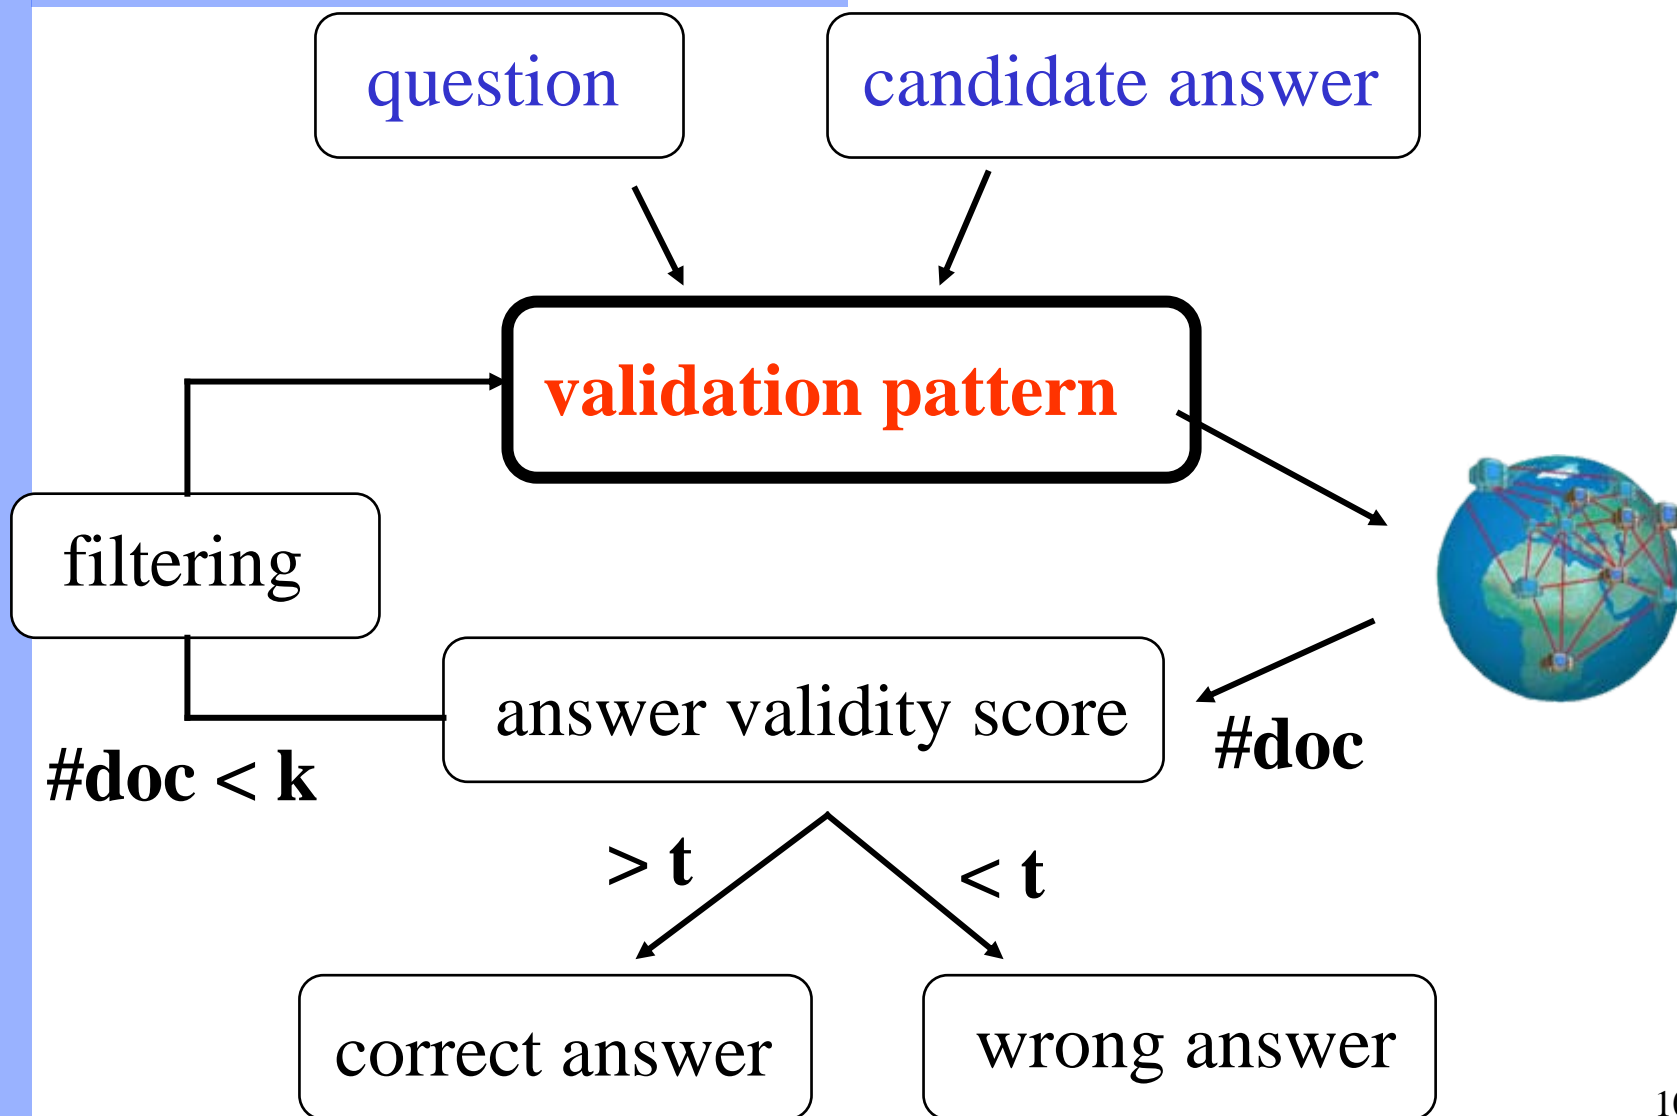 question
candidate answer
validation pattern
filtering
answer validity score
#doc
#doc < k
> t
< t
correct answer
wrong answer